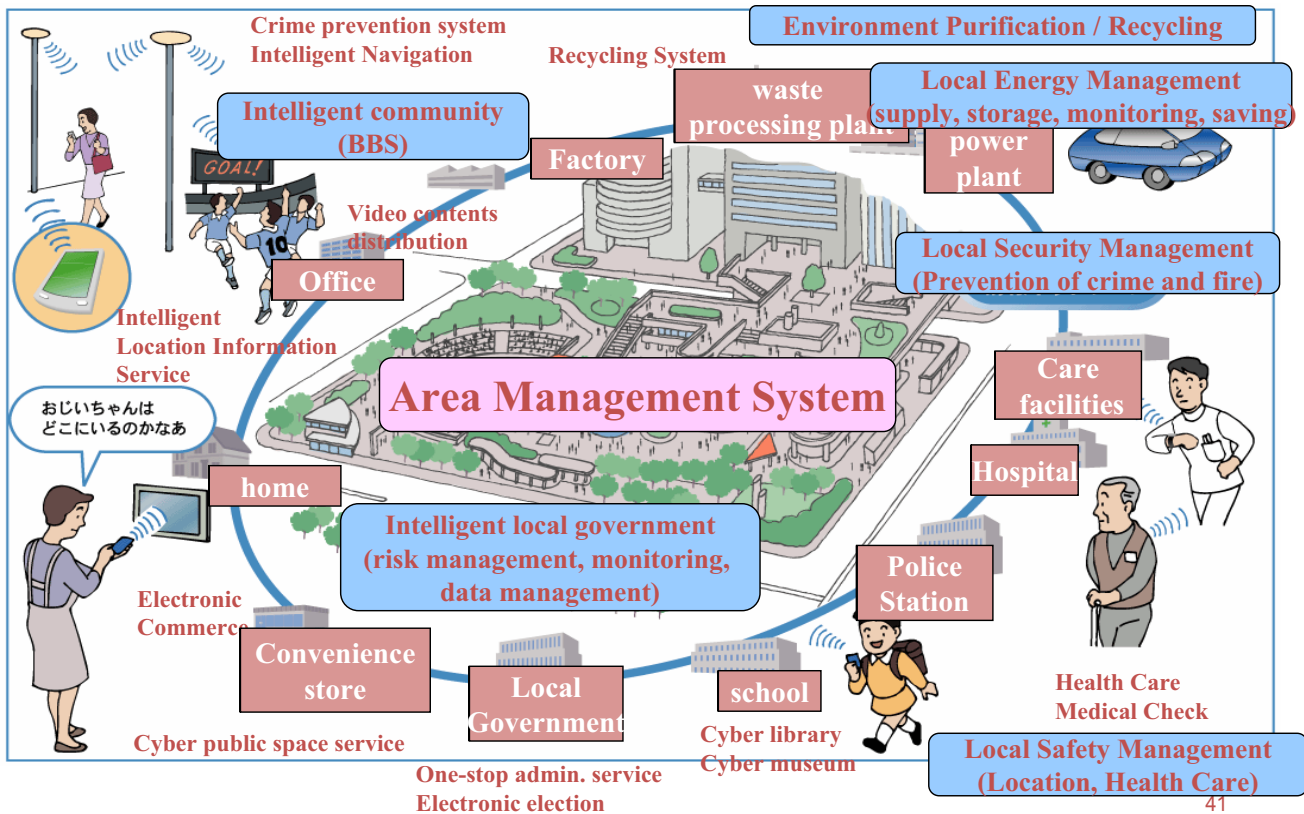 Crime prevention system
Intelligent Navigation
Environment Purification / Recycling
Recycling System
Local Energy Management
(supply, storage, monitoring, saving)
waste
processing plant
power
plant
Intelligent community
(BBS)
Factory
GOAL!
10
Video contents
distribution
Office
Local Security Management
(Prevention of crime and fire)
Intelligent
Location Information
Service
Area Management System
Care
facilities
おじいちゃんは
どこにいるのかなあ
home
Hospital
Intelligent local government
(risk management, monitoring,
data management)
Police
Station
Electronic
Commerce
Convenience
store
Local
Government
school
Health Care
Medical Check
Cyber public space service
Cyber library
Cyber museum
One-stop admin. service
Electronic election
Local Safety Management
(Location, Health Care)
41